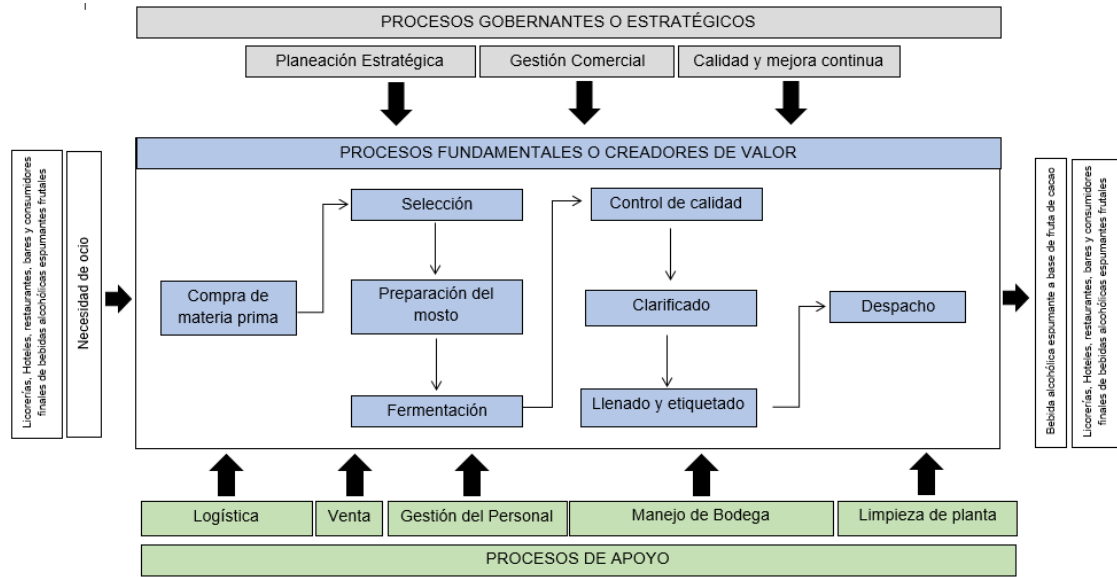 PROCESOS GOBERNANTES O ESTRATÉGICOS
Planeación Estratégica
Gestión Comercial
Calidad y mejora continua
Licorerías, Hoteles, restaurantes, bares y consumidores
finales de bebidas alcohólicas espumantes frutales
Necesidad de ocio
PROCESOS FUNDAMENTALES O CREADORES DE VALOR
Compra de
materia prima
Selección
Preparación del
mosto
Fermentación
Control de calidad
Clarificado
Llenado y etiquetado
Despacho
Bebida alcohólica espumante a base de fruta de cacao
Licorerías, Hoteles, restaurantes, bares y consumidores
finales de bebidas alcohólicas espumantes frutales
Logística
Venta
Gestión del Personal
Manejo de Bodega
Limpieza de planta
PROCESOS DE APOYO